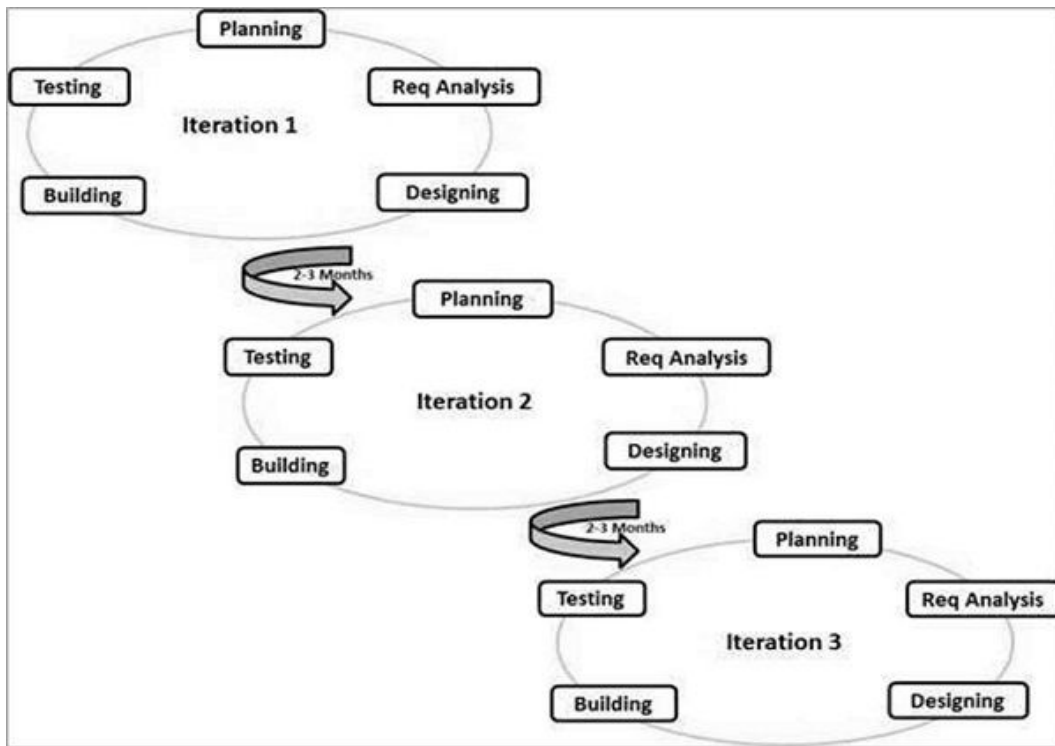 Planning
Testing
Req Analysis
Iteration 1
Building
Designing
2-3 Months
Planning
Testing
Req Analysis
Iteration 2
Building
Designing
2-3 Months
Planning
Testing
Req Analysis
Iteration 3
Building
Designing